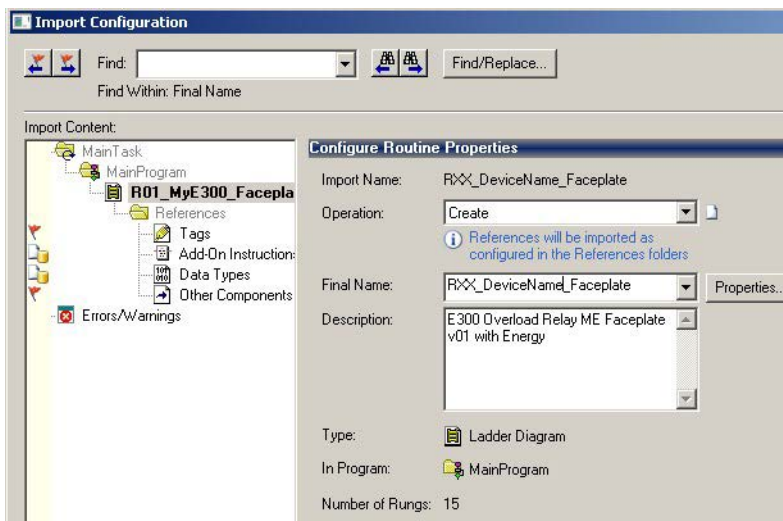 Import Configuration
Find:
Find/Replace...
Find Within: Final Name
Import Content:
MainTask
MainProgram
R01_MyE300_Facepla
References
Tags
Add-On Instruction:
Data Types
Other Components
Errors/Warnings
Configure Routine Properties
Import Name: RXX_DeviceName_Faceplate
Operation: Create
References will be imported as
configured in the References folders
Final Name: RXX_DeviceName_Faceplate Properties...
Description: E300 Overload Relay ME Faceplate
v01 with Energy
Type: Ladder Diagram
In Program: MainProgram
Number of Rungs: 15